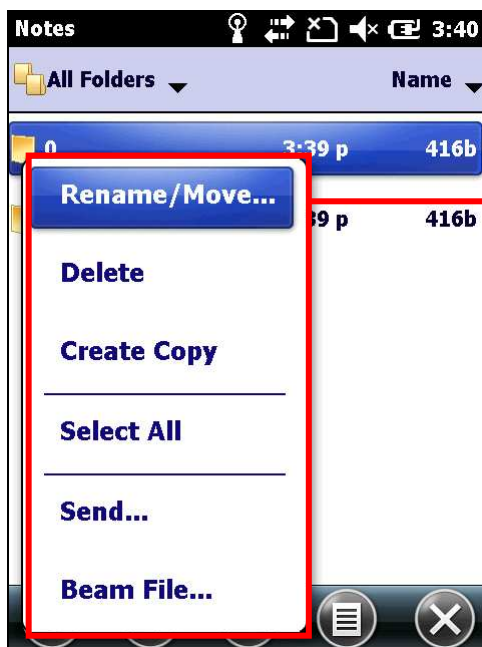 Notes 3:40
All Folders Name
0 3:39 p 416b
Rename/Move...
39 p 416b
Delete
Create Copy
Select All
Send...
Beam File...